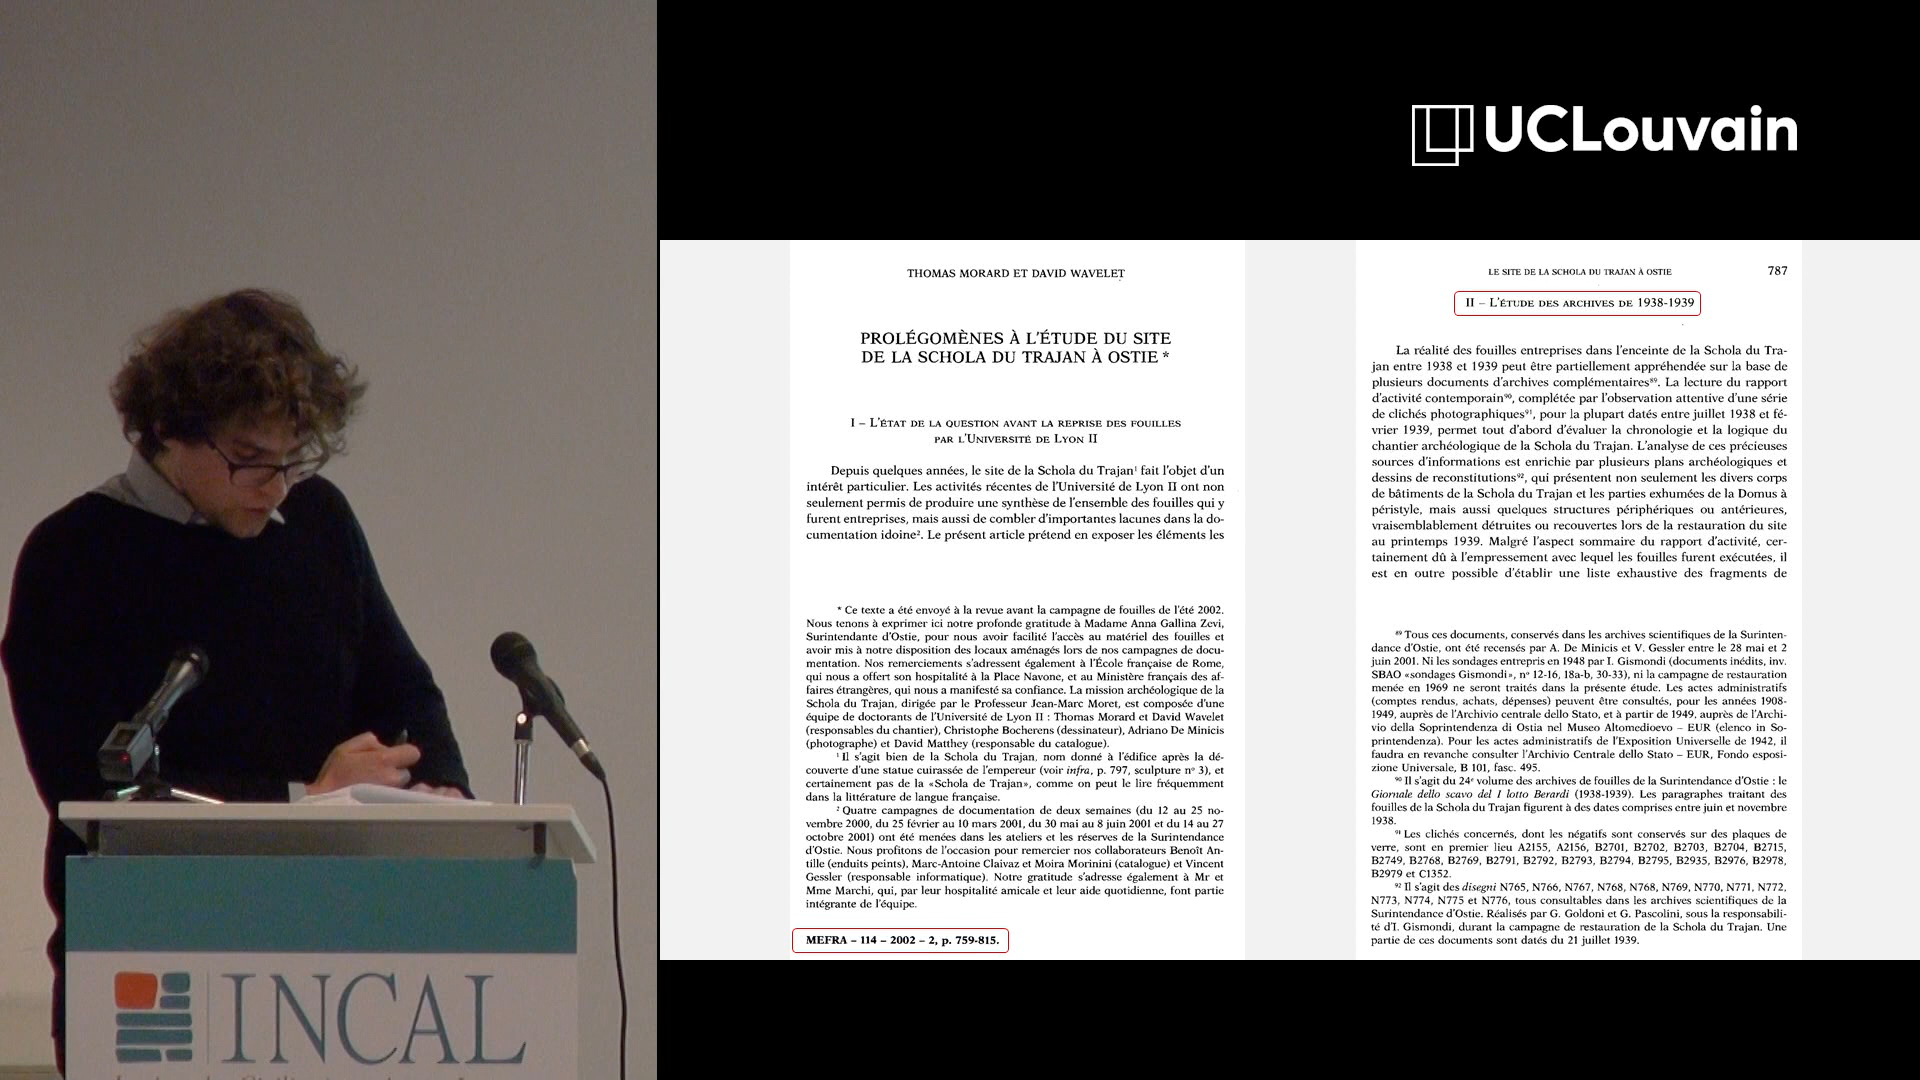 UCLouvain
THOMAS MORARD ET DAVID WAVELET
PROLÉGOMÈNES À L'ÉTUDE DU SITE
DE LA SCHOLA DU TRAJAN À OSTIE *
I – L'ÉTAT DE LA QUESTION AVANT LA REPRISE DES FOUILLES
PAR L'UNIVERSITÉ DE LYON II
Depuis quelques années, le site de la Schola du Trajan¹ fait l'objet d'un
intérêt particulier. Les activités récentes de l'Université de Lyon II ont non
seulement permis de produire une synthèse de l'ensemble des fouilles qui y
furent entreprises, mais aussi de combler d'importantes lacunes dans la do-
cumentation idoine². Le présent article prétend en exposer les éléments les
* Ce texte a été envoyé à la revue avant la campagne de fouilles de l'été 2002.
Nous tenons à exprimer ici notre profonde gratitude à Madame Anna Gallina Zevi,
Surintendante d'Ostie, pour nous avoir facilité l'accès au matériel des fouilles et
avoir mis à notre disposition des locaux aménagés lors de nos campagnes de docu-
mentation. Nos remerciements s'adressent également à l'École française de Rome,
qui nous a offert son hospitalité à la Place Navone, et au Ministère français des af-
faires étrangères, qui nous a manifesté sa confiance. La mission archéologique de la
Schola du Trajan, dirigée par le Professeur Jean-Marc Moret, est composée d'une
équipe de doctorants de l'Université de Lyon II : Thomas Morard et David Wavelet
(responsables du chantier), Christophe Bocherens (dessinateur), Adriano De Minicis
(photographe) et David Matthey (responsable du catalogue).
¹ Il s'agit bien de la Schola du Trajan, nom donné à l'édifice après la dé-
couverte d'une statue cuirassée de l'empereur (voir infra, p. 797, sculpture nº 3), et
certainement pas de la «Schola de Trajan», comme on peut le lire fréquemment
dans la littérature de langue française.
² Quatre campagnes de documentation de deux semaines (du 12 au 25 no-
vembre 2000, du 25 février au 10 mars 2001, du 30 mai au 8 juin 2001 et du 14 au 27
octobre 2001) ont été menées dans les ateliers et les réserves de la Surintendance
d'Ostie. Nous profitons de l'occasion pour remercier nos collaborateurs Benoît An-
tille (enduits peints), Marc-Antoine Claivaz et Moira Morinini (catalogue) et Vincent
Gessler (responsable informatique). Notre gratitude s'adresse également à Mr et
Mme Marchi, qui, par leur hospitalité amicale et leur aide quotidienne, font partie
intégrante de l'équipe.
MEFRA – 114 – 2002 – 2, p. 759-815.
LE SITE DE LA SCHOLA DU TRAJAN À OSTIE 787
II – L'ÉTUDE DES ARCHIVES DE 1938-1939
La réalité des fouilles entreprises dans l'enceinte de la Schola du Tra-
jan entre 1938 et 1939 peut être partiellement appréhendée sur la base de
plusieurs documents d'archives complémentaires⁸⁹. La lecture du rapport
d'activité contemporain⁹⁰, complétée par l'observation attentive d'une série
de clichés photographiques⁹¹, pour la plupart datés entre juillet 1938 et fé-
vrier 1939, permet tout d'abord d'évaluer la chronologie et la logique du
chantier archéologique de la Schola du Trajan. L'analyse de ces précieuses
sources d'informations est enrichie par plusieurs plans archéologiques et
dessins de reconstitutions⁹², qui présentent non seulement les divers corps
de bâtiments de la Schola du Trajan et les parties exhumées de la Domus à
péristyle, mais aussi quelques structures périphériques ou antérieures,
vraisemblablement détruites ou recouvertes lors de la restauration du site
au printemps 1939. Malgré l'aspect sommaire du rapport d'activité, cer-
tainement dû à l'empressement avec lequel les fouilles furent exécutées, il
est en outre possible d'établir une liste exhaustive des fragments de
⁸⁹ Tous ces documents, conservés dans les archives scientifiques de la Surinten-
dance d'Ostie, ont été recensés par A. De Minicis et V. Gessler entre le 28 mai et 2
juin 2001. Ni les sondages entrepris en 1948 par I. Gismondi (documents inédits, inv.
SBAO «sondages Gismondi», nº 12-16, 18a-b, 30-33), ni la campagne de restauration
menée en 1969 ne seront traités dans la présente étude. Les actes administratifs
(comptes rendus, achats, dépenses) peuvent être consultés, pour les années 1908-
1949, auprès de l'Archivio centrale dello Stato, et à partir de 1949, auprès de l'Archi-
vio della Soprintendenza di Ostia nel Museo Altomedioevo – EUR (elenco in So-
printendenza). Pour les actes administratifs de l'Exposition Universelle de 1942, il
faudra en revanche consulter l'Archivio Centrale dello Stato – EUR, Fondo esposi-
zione Universale, B 101, fasc. 495.
⁹⁰ Il s'agit du 24ᵉ volume des archives de fouilles de la Surintendance d'Ostie : le
Giornale dello scavo del I lotto Berardi (1938-1939). Les paragraphes traitant des
fouilles de la Schola du Trajan figurent à des dates comprises entre juin et novembre
1938.
⁹¹ Les clichés concernés, dont les négatifs sont conservés sur des plaques de
verre, sont en premier lieu A2155, A2156, B2701, B2702, B2703, B2704, B2715,
B2749, B2768, B2769, B2791, B2792, B2793, B2794, B2795, B2935, B2976, B2978,
B2979 et C1352.
⁹² Il s'agit des disegni N765, N766, N767, N768, N768, N769, N770, N771, N772,
N773, N774, N775 et N776, tous consultables dans les archives scientifiques de la
Surintendance d'Ostie. Réalisés par G. Goldoni et G. Pascolini, sous la responsabili-
té d'I. Gismondi, durant la campagne de restauration de la Schola du Trajan. Une
partie de ces documents sont datés du 21 juillet 1939.
INCAL